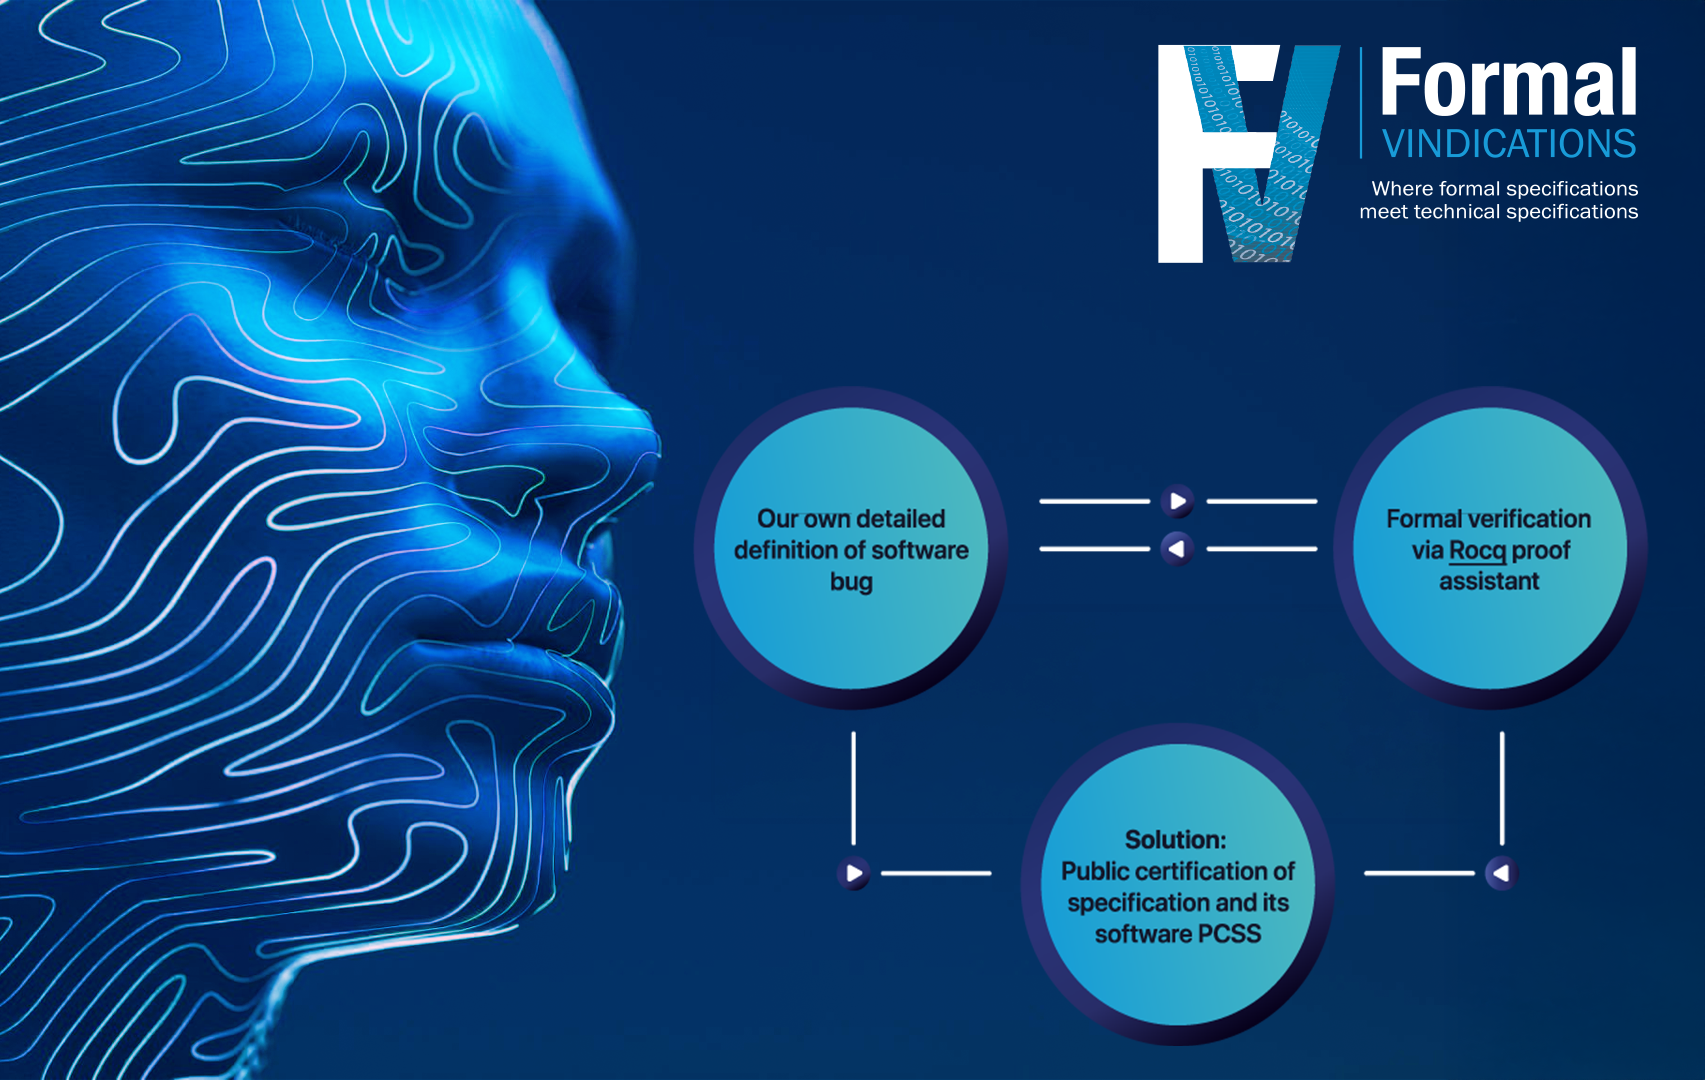 Formal
VINDICATIONS
Where formal specifications
meet technical specifications
Our own detailed
definition of software
bug
Formal verification
via Rocq proof
assistant
Solution:
Public certification of
specification and its
software PCSS